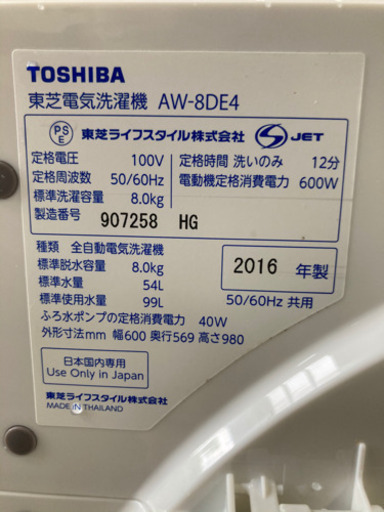 TOSHIBA
東芝電気洗濯機 AW-8DE4
PSE 東芝ライフスタイル株式会社 S JET
定格電圧 100V 定格時間 洗いのみ 12分
定格周波数 50/60Hz 電動機定格消費電力 600W
標準洗濯容量 8.0kg
製造番号 907258 HG
種類 全自動電気洗濯機
標準脱水容量 8.0kg 2016 年製
標準水量 54L
標準使用水量 99L 50/60Hz 共用
ふろ水ポンプの定格消費電力 40W
外形寸法mm 幅600 奥行569 高さ980
日本国内専用
Use Only in Japan
東芝ライフスタイル株式会社
MADE IN THAILAND